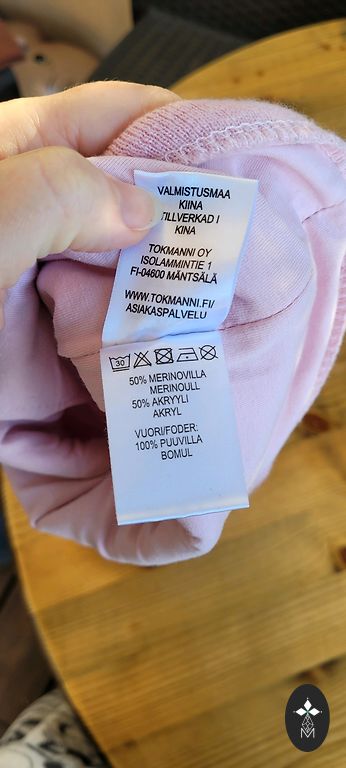 VALMISTUSMAA
KIINA
TILLVERKAD I
KINA
TOKMANNI OY
ISOLAMMINTIE 1
FI-04600 MÄNTSÄLÄ
WWW.TOKMANNI.FI/
ASIAKASPALVELU
30
50% MERINOVILLA
MERINOULL
50% AKRYYLI
AKRYL
VUORI/FODER:
100% PUUVILLA
BOMUL
M